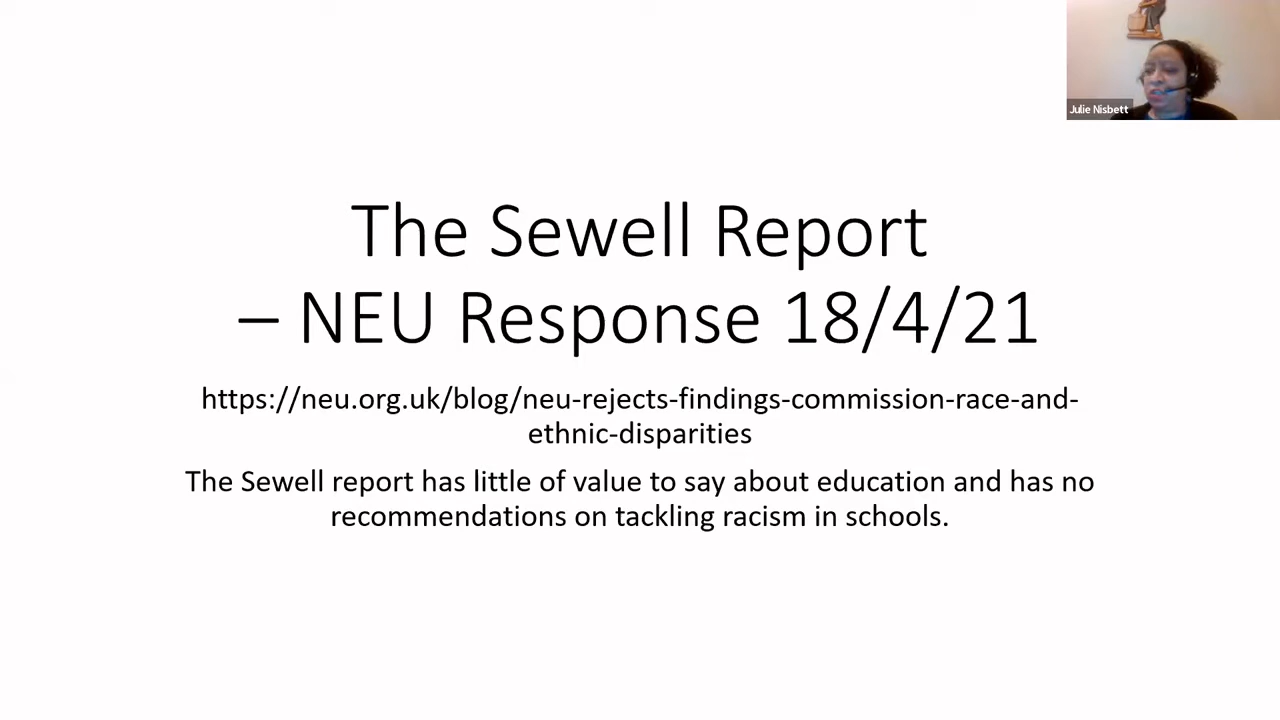 Julie Nisbett
The Sewell Report
– NEU Response 18/4/21
https://neu.org.uk/blog/neu-rejects-findings-commission-race-and-
ethnic-disparities
The Sewell report has little of value to say about education and has no
recommendations on tackling racism in schools.